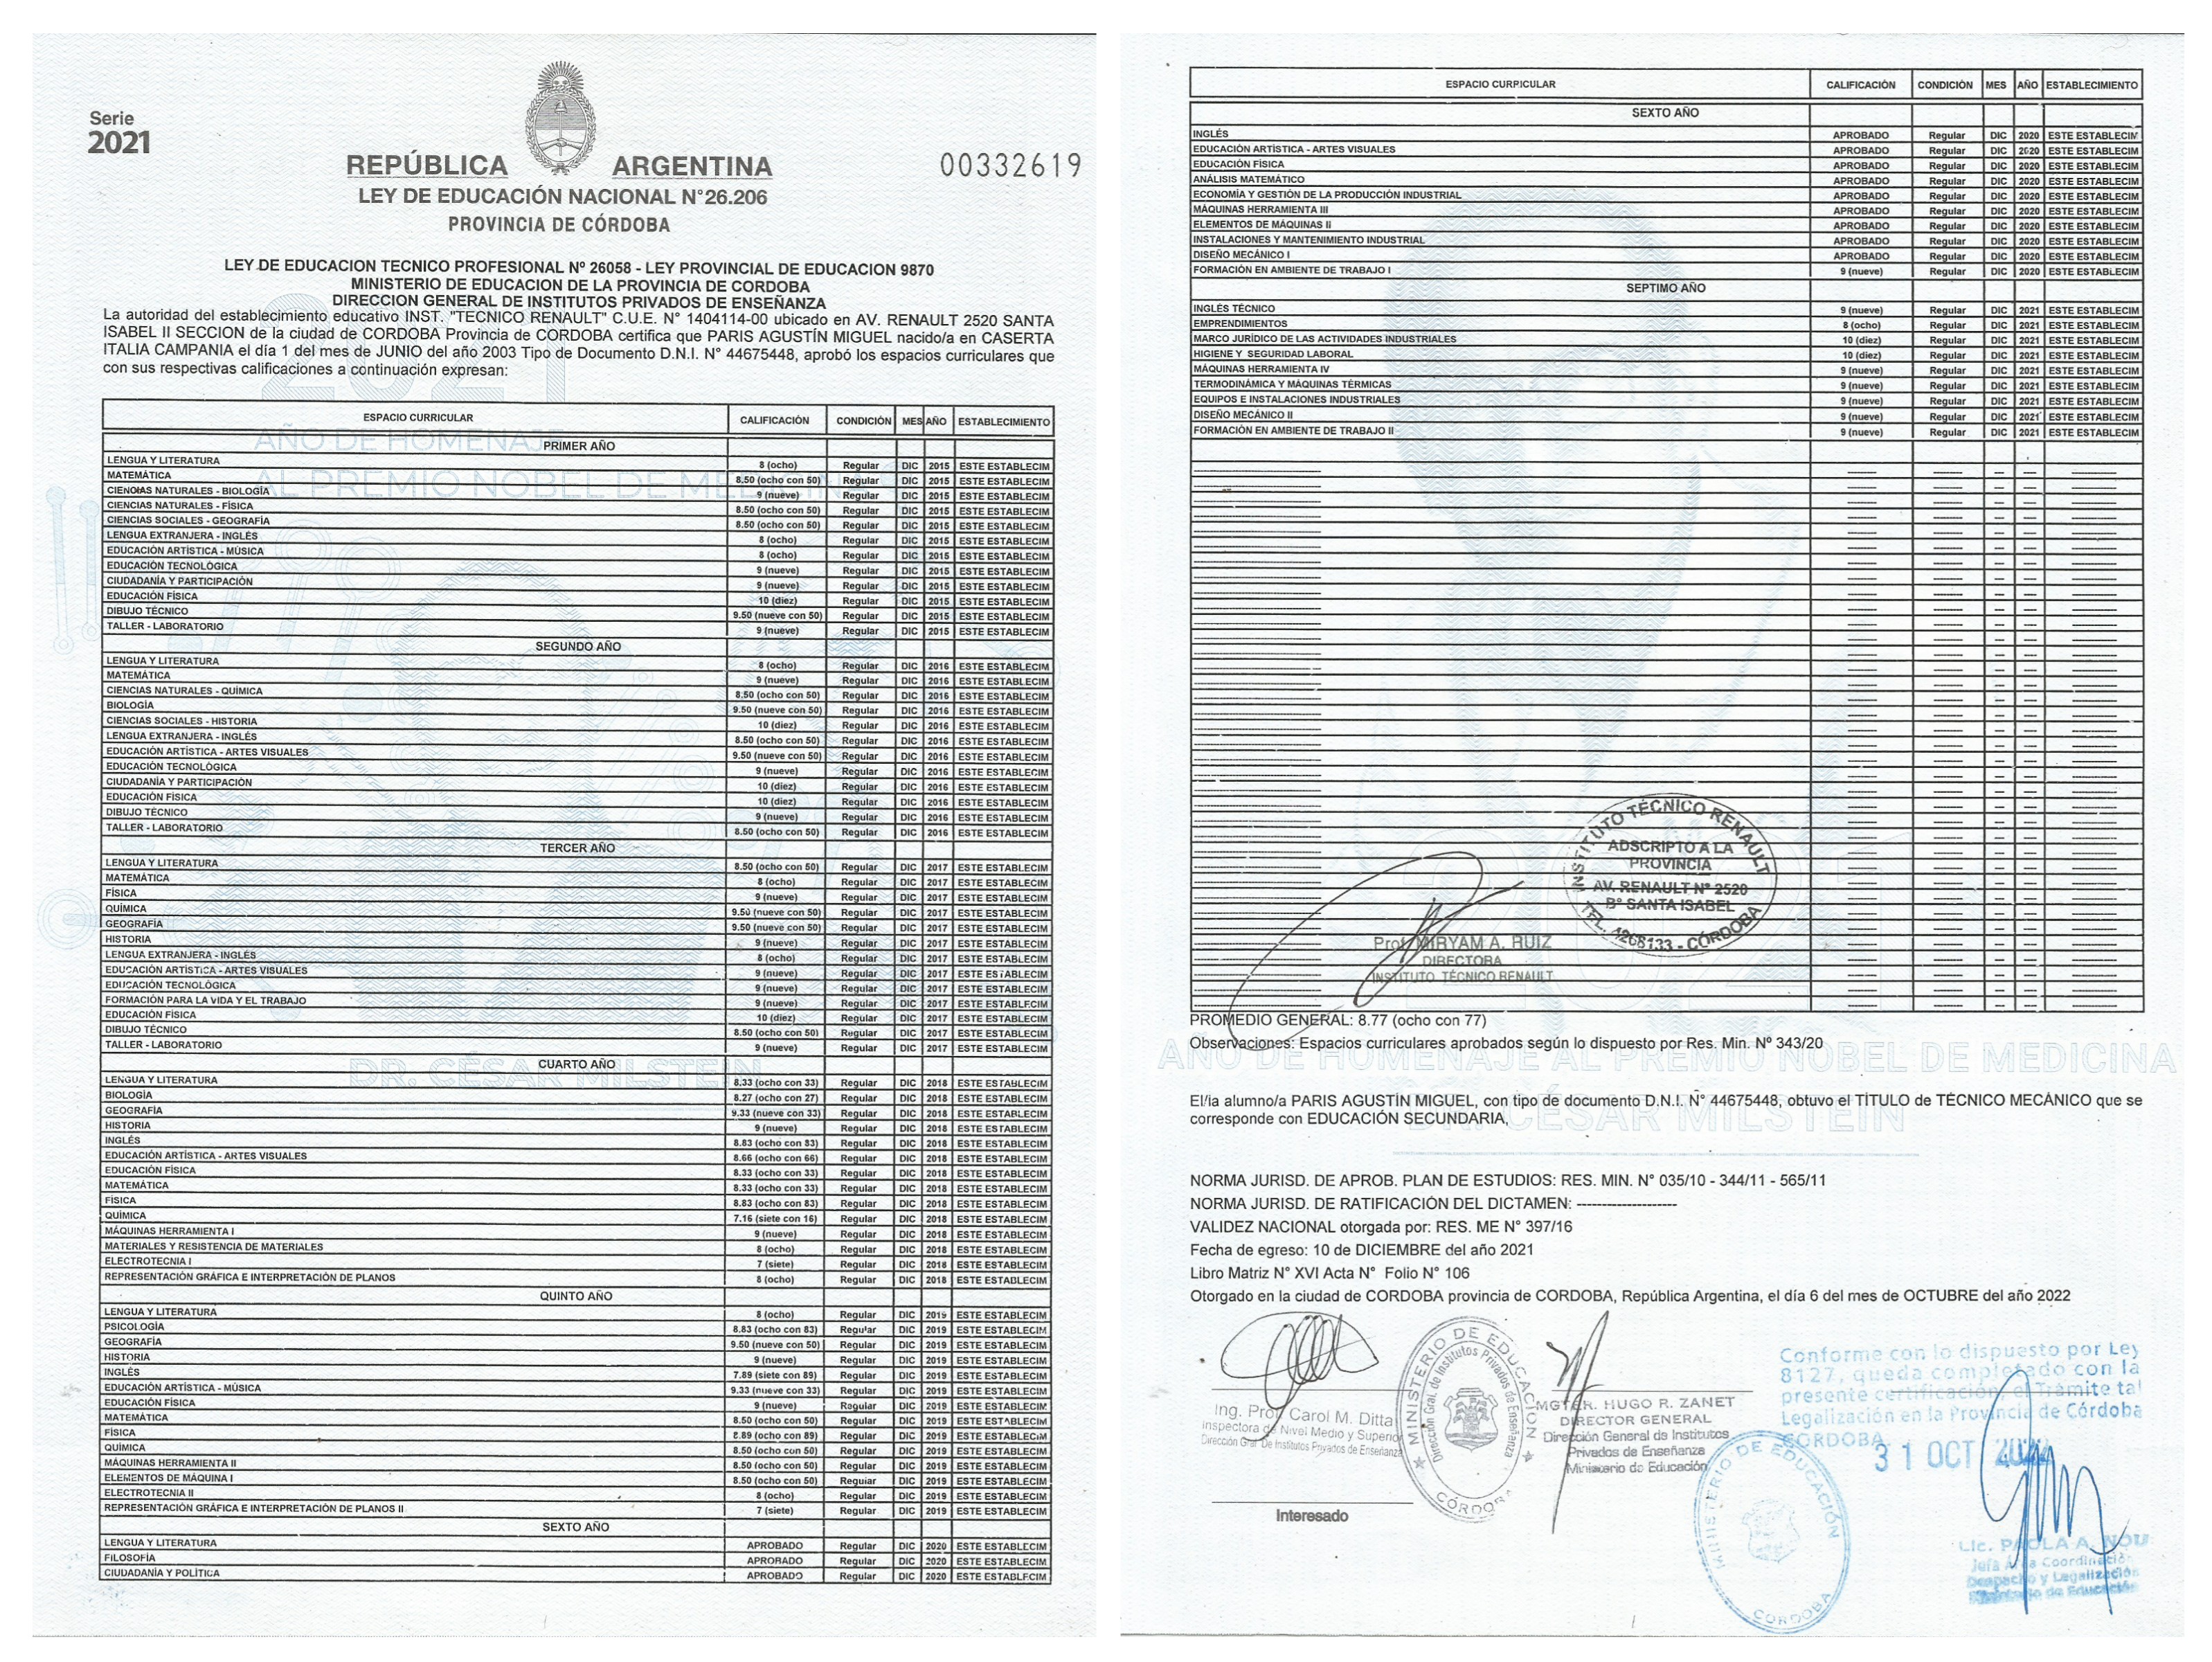 Serie
2021
REPÚBLICA ARGENTINA
00332619
LEY DE EDUCACIÓN NACIONAL N°26.206
PROVINCIA DE CÓRDOBA
LEY DE EDUCACION TECNICO PROFESIONAL Nº 26058 - LEY PROVINCIAL DE EDUCACION 9870
MINISTERIO DE EDUCACION DE LA PROVINCIA DE CORDOBA
DIRECCION GENERAL DE INSTITUTOS PRIVADOS DE ENSEÑANZA
La autoridad del establecimiento educativo INST. "TECNICO RENAULT" C.U.E. N° 1404114-00 ubicado en AV. RENAULT 2520 SANTA
ISABEL II SECCION de la ciudad de CORDOBA Provincia de CORDOBA certifica que PARIS AGUSTÍN MIGUEL nacido/a en CASERTA
ITALIA CAMPANIA el día 1 del mes de JUNIO del año 2003 Tipo de Documento D.N.I. N° 44675448, aprobó los espacios curriculares que
con sus respectivas calificaciones a continuación expresan:
ESPACIO CURRICULAR CALIFICACIÓN CONDICIÓN MES AÑO ESTABLECIMIENTO
AÑO DE HOMENAJE
PRIMER AÑO
LENGUA Y LITERATURA 8 (ocho) Regular DIC 2015 ESTE ESTABLECIM
AL PREMIO NOBEL DE MEDICINA
MATEMÁTICA 8.50 (ocho con 50) Regular DIC 2015 ESTE ESTABLECIM
CIENCIAS NATURALES - BIOLOGÍA 9 (nueve) Regular DIC 2015 ESTE ESTABLECIM
CIENCIAS NATURALES - FÍSICA 8.50 (ocho con 50) Regular DIC 2015 ESTE ESTABLECIM
CIENCIAS SOCIALES - GEOGRAFÍA 8.50 (ocho con 50) Regular DIC 2015 ESTE ESTABLECIM
LENGUA EXTRANJERA - INGLÉS 8 (ocho) Regular DIC 2015 ESTE ESTABLECIM
EDUCACIÓN ARTÍSTICA - MÚSICA 8 (ocho) Regular DIC 2015 ESTE ESTABLECIM
EDUCACIÓN TECNOLÓGICA 9 (nueve) Regular DIC 2015 ESTE ESTABLECIM
CIUDADANÍA Y PARTICIPACIÓN 9 (nueve) Regular DIC 2015 ESTE ESTABLECIM
EDUCACIÓN FÍSICA 10 (diez) Regular DIC 2015 ESTE ESTABLECIM
DIBUJO TÉCNICO 9.50 (nueve con 50) Regular DIC 2015 ESTE ESTABLECIM
TALLER - LABORATORIO 9 (nueve) Regular DIC 2015 ESTE ESTABLECIM
SEGUNDO AÑO
LENGUA Y LITERATURA 8 (ocho) Regular DIC 2016 ESTE ESTABLECIM
MATEMÁTICA 9 (nueve) Regular DIC 2016 ESTE ESTABLECIM
CIENCIAS NATURALES - QUÍMICA 8.50 (ocho con 50) Regular DIC 2016 ESTE ESTABLECIM
BIOLOGÍA 9.50 (nueve con 50) Regular DIC 2016 ESTE ESTABLECIM
CIENCIAS SOCIALES - HISTORIA 10 (diez) Regular DIC 2016 ESTE ESTABLECIM
LENGUA EXTRANJERA - INGLÉS 8.50 (ocho con 50) Regular DIC 2016 ESTE ESTABLECIM
EDUCACIÓN ARTÍSTICA - ARTES VISUALES 9.50 (nueve con 50) Regular DIC 2016 ESTE ESTABLECIM
EDUCACIÓN TECNOLÓGICA 9 (nueve) Regular DIC 2016 ESTE ESTABLECIM
CIUDADANÍA Y PARTICIPACIÓN 10 (diez) Regular DIC 2016 ESTE ESTABLECIM
EDUCACIÓN FÍSICA 10 (diez) Regular DIC 2016 ESTE ESTABLECIM
DIBUJO TÉCNICO 9 (nueve) Regular DIC 2016 ESTE ESTABLECIM
TALLER - LABORATORIO 8.50 (ocho con 50) Regular DIC 2016 ESTE ESTABLECIM
TERCER AÑO
LENGUA Y LITERATURA 8.50 (ocho con 50) Regular DIC 2017 ESTE ESTABLECIM
MATEMÁTICA 8 (ocho) Regular DIC 2017 ESTE ESTABLECIM
FÍSICA 9 (nueve) Regular DIC 2017 ESTE ESTABLECIM
QUÍMICA 9.50 (nueve con 50) Regular DIC 2017 ESTE ESTABLECIM
GEOGRAFÍA 9.50 (nueve con 50) Regular DIC 2017 ESTE ESTABLECIM
HISTORIA 9 (nueve) Regular DIC 2017 ESTE ESTABLECIM
LENGUA EXTRANJERA - INGLÉS 8 (ocho) Regular DIC 2017 ESTE ESTABLECIM
EDUCACIÓN ARTÍSTICA - ARTES VISUALES 9 (nueve) Regular DIC 2017 ESTE ESTABLECIM
EDUCACIÓN TECNOLÓGICA 9 (nueve) Regular DIC 2017 ESTE ESTABLECIM
FORMACIÓN PARA LA VIDA Y EL TRABAJO 9 (nueve) Regular DIC 2017 ESTE ESTABLECIM
EDUCACIÓN FÍSICA 10 (diez) Regular DIC 2017 ESTE ESTABLECIM
DIBUJO TÉCNICO 8.50 (ocho con 50) Regular DIC 2017 ESTE ESTABLECIM
TALLER - LABORATORIO 9 (nueve) Regular DIC 2017 ESTE ESTABLECIM
CUARTO AÑO
DR. CÉSAR MILSTEIN
LENGUA Y LITERATURA 8.33 (ocho con 33) Regular DIC 2018 ESTE ESTABLECIM
BIOLOGÍA 8.27 (ocho con 27) Regular DIC 2018 ESTE ESTABLECIM
GEOGRAFÍA 9.33 (nueve con 33) Regular DIC 2018 ESTE ESTABLECIM
HISTORIA 9 (nueve) Regular DIC 2018 ESTE ESTABLECIM
INGLÉS 8.83 (ocho con 83) Regular DIC 2018 ESTE ESTABLECIM
EDUCACIÓN ARTÍSTICA - ARTES VISUALES 8.66 (ocho con 66) Regular DIC 2018 ESTE ESTABLECIM
EDUCACIÓN FÍSICA 8.33 (ocho con 33) Regular DIC 2018 ESTE ESTABLECIM
MATEMÁTICA 8.33 (ocho con 33) Regular DIC 2018 ESTE ESTABLECIM
FÍSICA 8.83 (ocho con 83) Regular DIC 2018 ESTE ESTABLECIM
QUÍMICA 7.16 (siete con 16) Regular DIC 2018 ESTE ESTABLECIM
MÁQUINAS HERRAMIENTA I 9 (nueve) Regular DIC 2018 ESTE ESTABLECIM
MATERIALES Y RESISTENCIA DE MATERIALES 8 (ocho) Regular DIC 2018 ESTE ESTABLECIM
ELECTROTECNIA I 7 (siete) Regular DIC 2018 ESTE ESTABLECIM
REPRESENTACIÓN GRÁFICA E INTERPRETACIÓN DE PLANOS 8 (ocho) Regular DIC 2018 ESTE ESTABLECIM
QUINTO AÑO
LENGUA Y LITERATURA 8 (ocho) Regular DIC 2019 ESTE ESTABLECIM
PSICOLOGÍA 8.83 (ocho con 83) Regular DIC 2019 ESTE ESTABLECIM
GEOGRAFÍA 9.50 (nueve con 50) Regular DIC 2019 ESTE ESTABLECIM
HISTORIA 9 (nueve) Regular DIC 2019 ESTE ESTABLECIM
INGLÉS 7.89 (siete con 89) Regular DIC 2019 ESTE ESTABLECIM
EDUCACIÓN ARTÍSTICA - MÚSICA 9.33 (nueve con 33) Regular DIC 2019 ESTE ESTABLECIM
EDUCACIÓN FÍSICA 9 (nueve) Regular DIC 2019 ESTE ESTABLECIM
MATEMÁTICA 8.50 (ocho con 50) Regular DIC 2019 ESTE ESTABLECIM
FÍSICA 8.89 (ocho con 89) Regular DIC 2019 ESTE ESTABLECIM
QUÍMICA 8.50 (ocho con 50) Regular DIC 2019 ESTE ESTABLECIM
MÁQUINAS HERRAMIENTA II 8.50 (ocho con 50) Regular DIC 2019 ESTE ESTABLECIM
ELEMENTOS DE MÁQUINA I 8.50 (ocho con 50) Regular DIC 2019 ESTE ESTABLECIM
ELECTROTECNIA II 8 (ocho) Regular DIC 2019 ESTE ESTABLECIM
REPRESENTACIÓN GRÁFICA E INTERPRETACIÓN DE PLANOS II 7 (siete) Regular DIC 2019 ESTE ESTABLECIM
SEXTO AÑO
LENGUA Y LITERATURA APROBADO Regular DIC 2020 ESTE ESTABLECIM
FILOSOFÍA APROBADO Regular DIC 2020 ESTE ESTABLECIM
CIUDADANÍA Y POLÍTICA APROBADO Regular DIC 2020 ESTE ESTABLECIM
ESPACIO CURRICULAR CALIFICACIÓN CONDICIÓN MES AÑO ESTABLECIMIENTO
SEXTO AÑO
INGLÉS APROBADO Regular DIC 2020 ESTE ESTABLECIM
EDUCACIÓN ARTÍSTICA - ARTES VISUALES APROBADO Regular DIC 2020 ESTE ESTABLECIM
EDUCACIÓN FÍSICA APROBADO Regular DIC 2020 ESTE ESTABLECIM
ANÁLISIS MATEMÁTICO APROBADO Regular DIC 2020 ESTE ESTABLECIM
ECONOMÍA Y GESTIÓN DE LA PRODUCCIÓN INDUSTRIAL APROBADO Regular DIC 2020 ESTE ESTABLECIM
MÁQUINAS HERRAMIENTA III APROBADO Regular DIC 2020 ESTE ESTABLECIM
ELEMENTOS DE MÁQUINAS II APROBADO Regular DIC 2020 ESTE ESTABLECIM
INSTALACIONES Y MANTENIMIENTO INDUSTRIAL APROBADO Regular DIC 2020 ESTE ESTABLECIM
DISEÑO MECÁNICO I APROBADO Regular DIC 2020 ESTE ESTABLECIM
FORMACIÓN EN AMBIENTE DE TRABAJO I 9 (nueve) Regular DIC 2020 ESTE ESTABLECIM
SEPTIMO AÑO
INGLÉS TÉCNICO 9 (nueve) Regular DIC 2021 ESTE ESTABLECIM
EMPRENDIMIENTOS 8 (ocho) Regular DIC 2021 ESTE ESTABLECIM
MARCO JURÍDICO DE LAS ACTIVIDADES INDUSTRIALES 10 (diez) Regular DIC 2021 ESTE ESTABLECIM
HIGIENE Y SEGURIDAD LABORAL 10 (diez) Regular DIC 2021 ESTE ESTABLECIM
MÁQUINAS HERRAMIENTA IV 9 (nueve) Regular DIC 2021 ESTE ESTABLECIM
TERMODINÁMICA Y MÁQUINAS TÉRMICAS 9 (nueve) Regular DIC 2021 ESTE ESTABLECIM
EQUIPOS E INSTALACIONES INDUSTRIALES 9 (nueve) Regular DIC 2021 ESTE ESTABLECIM
DISEÑO MECÁNICO II 9 (nueve) Regular DIC 2021 ESTE ESTABLECIM
FORMACIÓN EN AMBIENTE DE TRABAJO II 9 (nueve) Regular DIC 2021 ESTE ESTABLECIM
INSTITUTO TÉCNICO RENAULT
ADSCRIPTO A LA
PROVINCIA
AV. RENAULT Nº 2520
Bº SANTA ISABEL
TEL. 4268133 - CÓRDOBA
Prof. MIRYAM A. RUIZ
DIRECTORA
INSTITUTO TÉCNICO RENAULT
2021
PROMEDIO GENERAL: 8.77 (ocho con 77)
Observaciones: Espacios curriculares aprobados según lo dispuesto por Res. Min. Nº 343/20
AÑO DE HOMENAJE AL PREMIO NOBEL DE MEDICINA
El/la alumno/a PARIS AGUSTÍN MIGUEL, con tipo de documento D.N.I. N° 44675448, obtuvo el TÍTULO de TÉCNICO MECÁNICO que se
corresponde con EDUCACIÓN SECUNDARIA,
DR. CÉSAR MILSTEIN
NORMA JURISD. DE APROB. PLAN DE ESTUDIOS: RES. MIN. N° 035/10 - 344/11 - 565/11
NORMA JURISD. DE RATIFICACIÓN DEL DICTAMEN: --------------------
VALIDEZ NACIONAL otorgada por: RES. ME N° 397/16
Fecha de egreso: 10 de DICIEMBRE del año 2021
Libro Matriz N° XVI Acta N° Folio N° 106
Otorgado en la ciudad de CORDOBA provincia de CORDOBA, República Argentina, el día 6 del mes de OCTUBRE del año 2022
Ing. Prof. Carol M. Ditta
Inspectora de Nivel Medio y Superior
Dirección Gral. De Institutos Privados de Enseñanza
Interesado
MINISTERIO DE EDUCACIÓN
Dirección Gral. de Institutos Privados de Enseñanza
CÓRDOBA
MGTER. HUGO R. ZANET
DIRECTOR GENERAL
Dirección General de Institutos
Privados de Enseñanza
Ministerio de Educación
Conforme con lo dispuesto por Ley
8127, queda completado con la
presente certificación, el Trámite tal
Legalización en la Provincia de Córdoba
CORDOBA
31 OCT 2022
MINISTERIO DE EDUCACIÓN
CORDOBA
Lic. PAOLA A. NOU
Jefa Area Coordinación
Despacho y Legalización
Ministerio de Educación